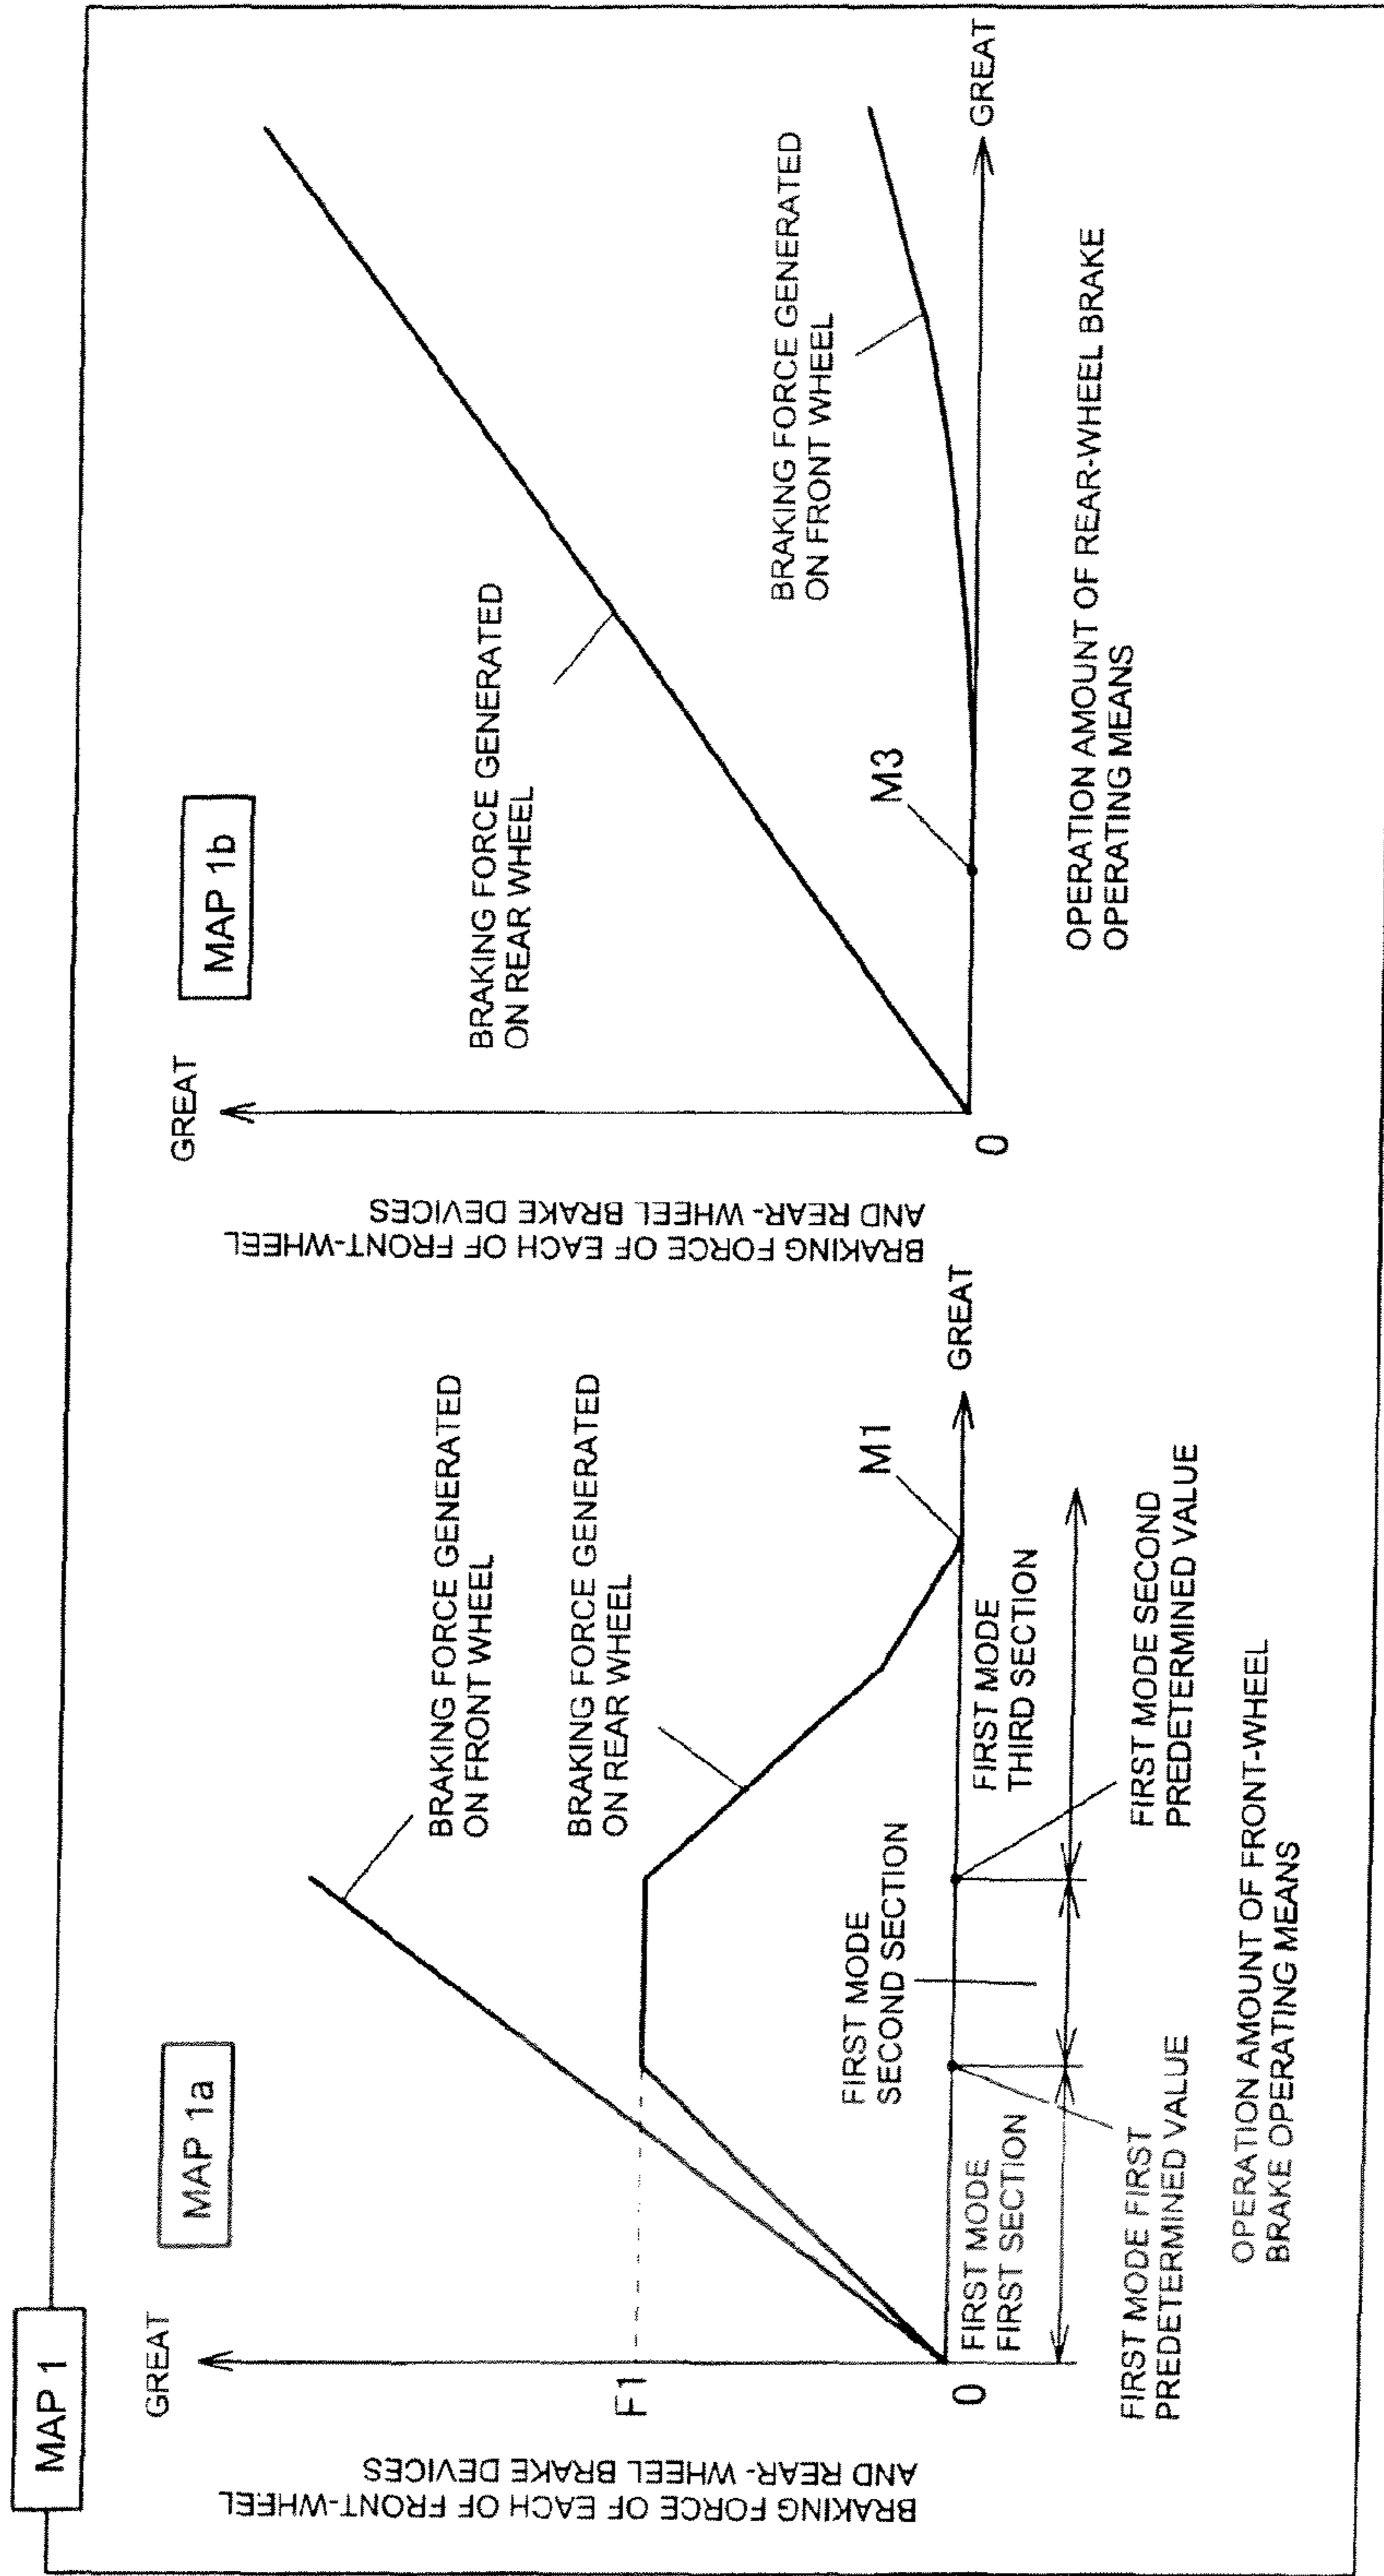 MAP 1
MAP 1a
GREAT
BRAKING FORCE OF EACH OF FRONT-WHEEL
AND REAR- WHEEL BRAKE DEVICES
F1
0
BRAKING FORCE GENERATED
ON FRONT WHEEL
BRAKING FORCE GENERATED
ON REAR WHEEL
M1
GREAT
FIRST MODE
FIRST SECTION
FIRST MODE
SECOND SECTION
FIRST MODE
THIRD SECTION
FIRST MODE FIRST
PREDETERMINED VALUE
FIRST MODE SECOND
PREDETERMINED VALUE
OPERATION AMOUNT OF FRONT-WHEEL
BRAKE OPERATING MEANS
MAP 1b
GREAT
BRAKING FORCE OF EACH OF FRONT-WHEEL
AND REAR- WHEEL BRAKE DEVICES
0
BRAKING FORCE GENERATED
ON REAR WHEEL
BRAKING FORCE GENERATED
ON FRONT WHEEL
M3
GREAT
OPERATION AMOUNT OF REAR-WHEEL BRAKE
OPERATING MEANS